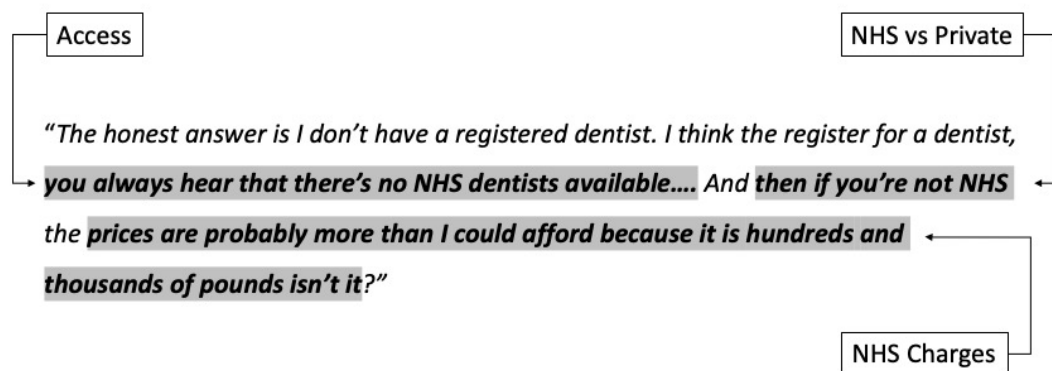 Access
NHS vs Private
“The honest answer is I don’t have a registered dentist. I think the register for a dentist,
you always hear that there’s no NHS dentists available…. And then if you’re not NHS
the prices are probably more than I could afford because it is hundreds and
thousands of pounds isn’t it?”
NHS Charges